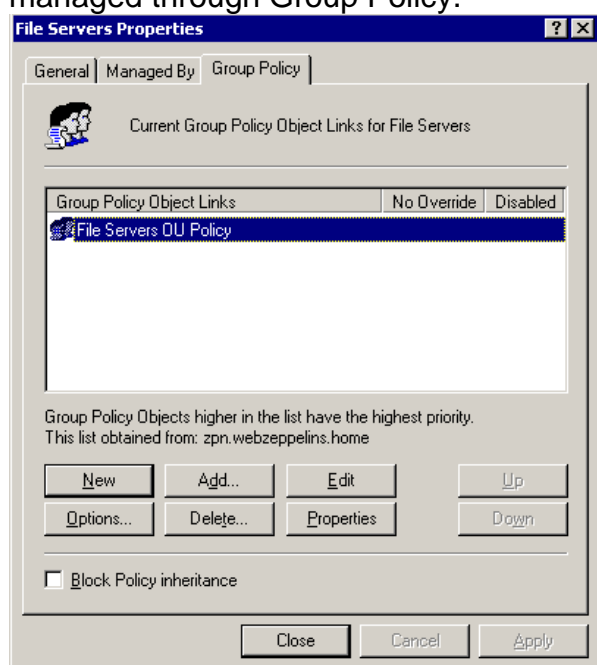 managed through Group Policy.
File Servers Properties
General Managed By Group Policy
Current Group Policy Object Links for File Servers
Group Policy Object Links No Override Disabled
File Servers OU Policy
Group Policy Objects higher in the list have the highest priority.
This list obtained from: zpn.webzeppelins.home
New Add... Edit Up
Options... Delete... Properties Down
Block Policy inheritance
Close Cancel Apply